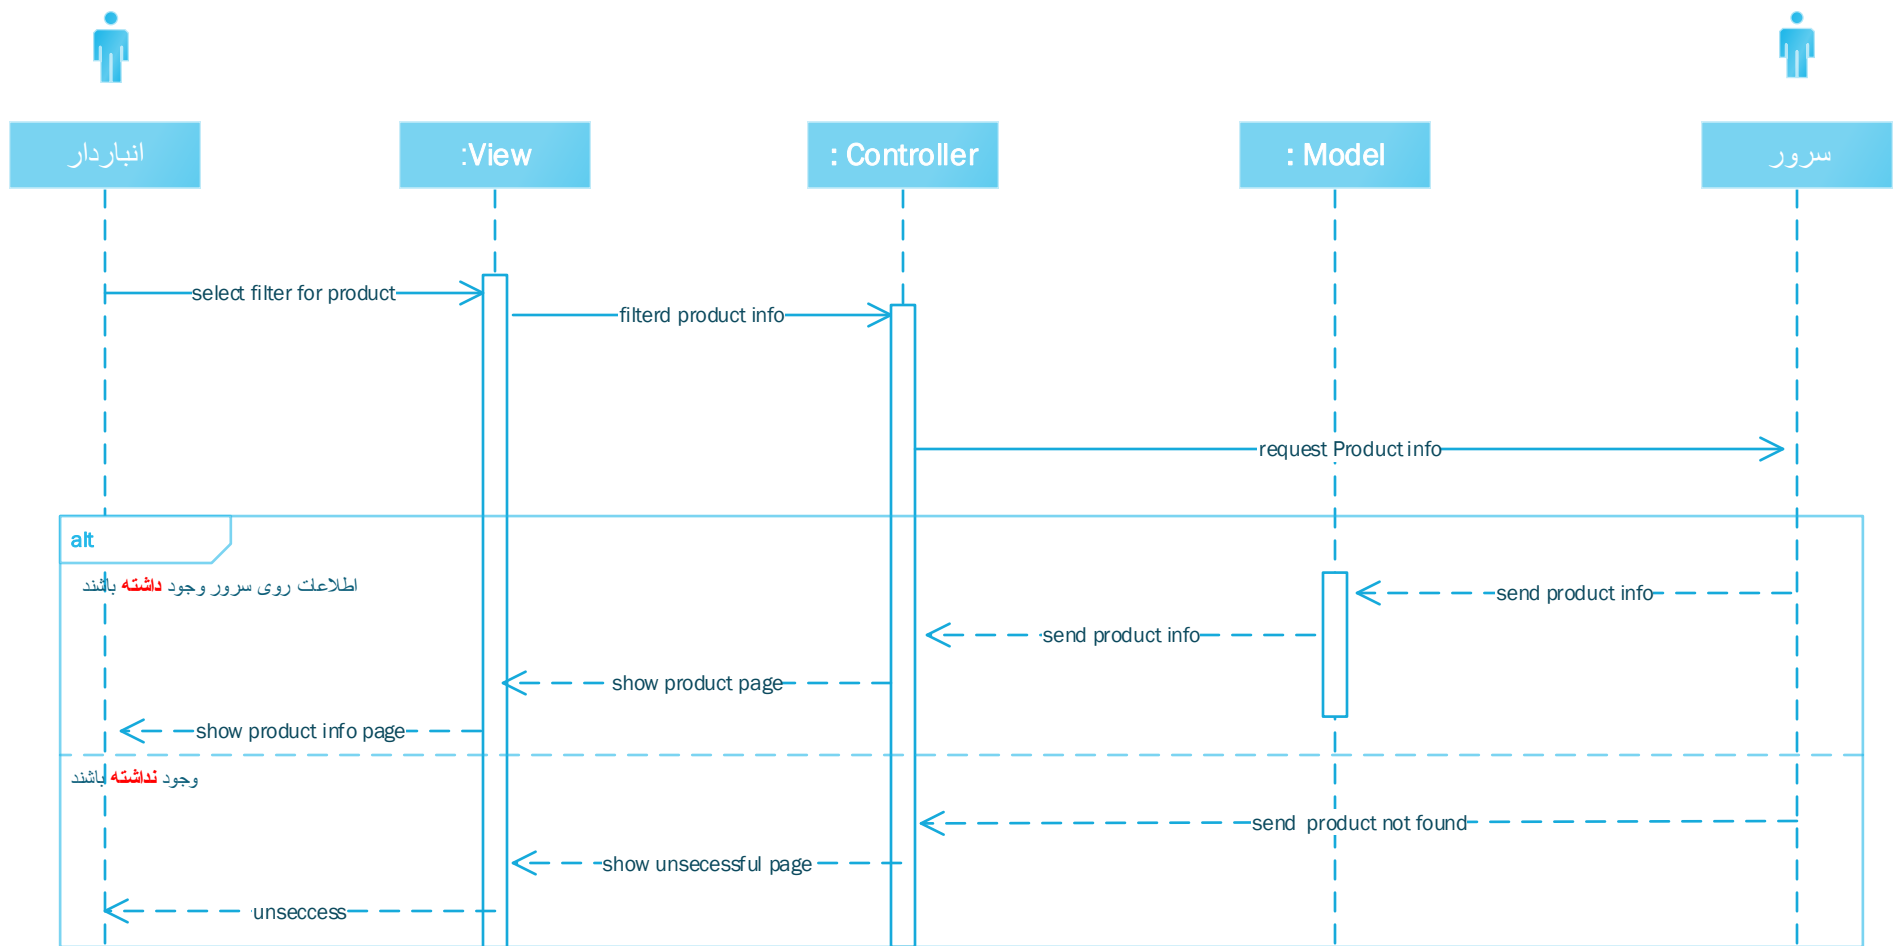 انباردار
:View
: Controller
: Model
سرور
select filter for product
filterd product info
request Product info
alt
اطلاعات روی سرور وجود داشته باشند
send product info
send product info
show product page
show product info page
وجود نداشته باشند
send product not found
show unsecessful page
unseccess